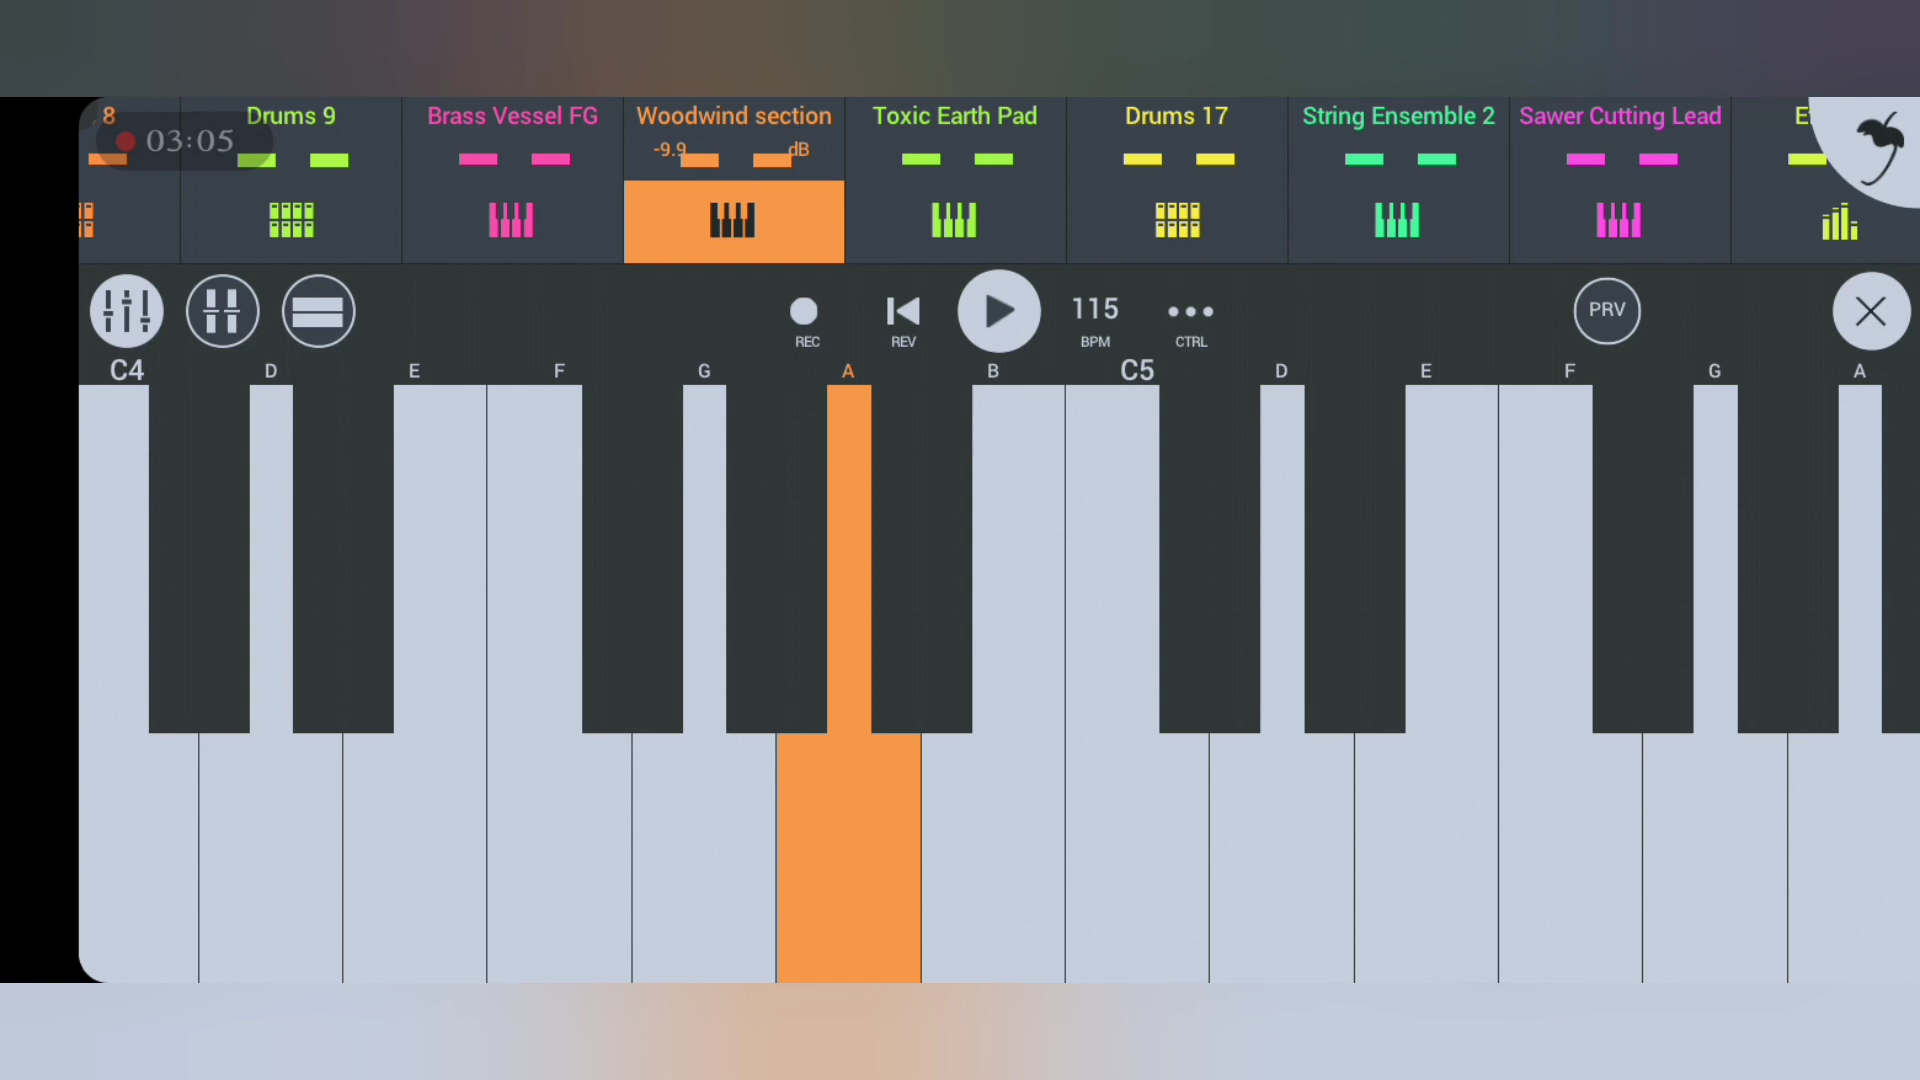 8
Drums 9
Brass Vessel FG
Woodwind section
Toxic Earth Pad
Drums 17
String Ensemble 2
Sawer Cutting Lead
03:05
-9.9 dB
REC
REV
115
BPM
CTRL
PRV
C4 D E F G A B C5 D E F G A